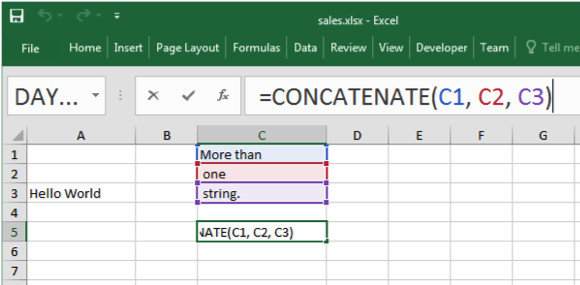 sales.xlsx - Excel
File Home Insert Page Layout Formulas Data Review View Developer Team Tell me
DAY... fx =CONCATENATE(C1, C2, C3)
A B C D E F G
1 More than
2 one
3 Hello World string.
4
5 NATE(C1, C2, C3)
6
7